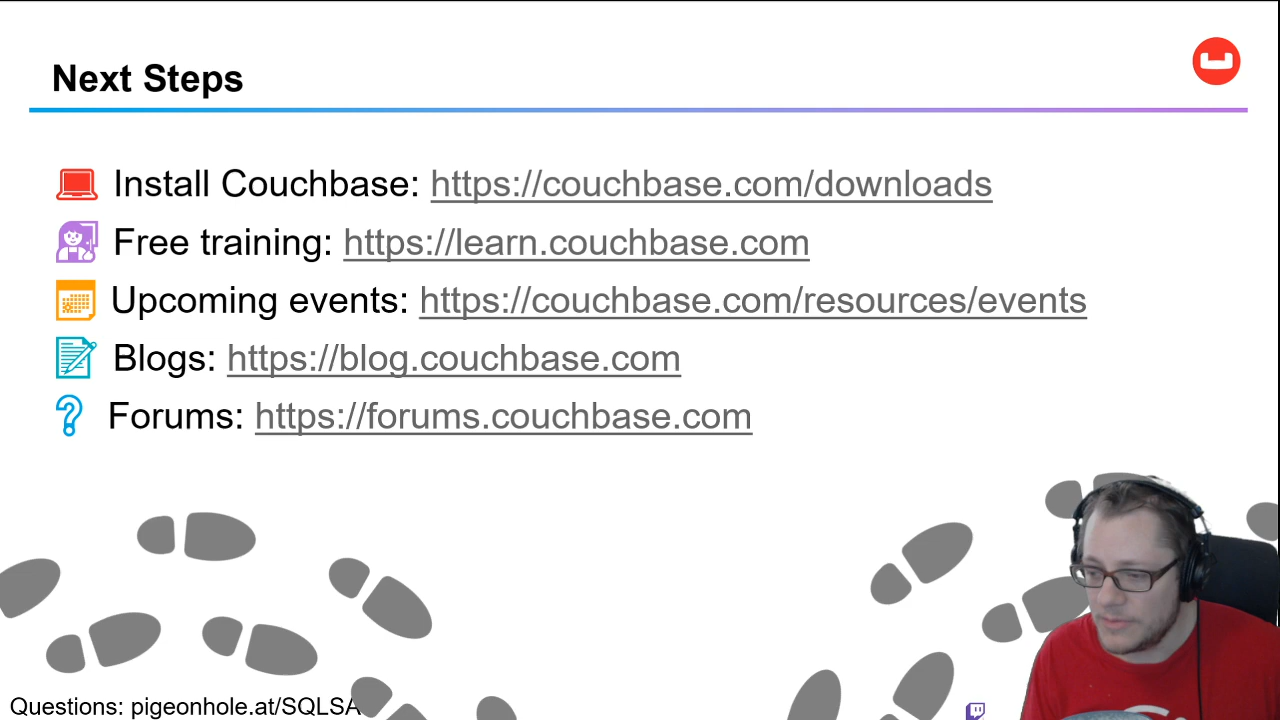 Next Steps
Install Couchbase: https://couchbase.com/downloads
Free training: https://learn.couchbase.com
Upcoming events: https://couchbase.com/resources/events
Blogs: https://blog.couchbase.com
Forums: https://forums.couchbase.com
Questions: pigeonhole.at/SQLSA